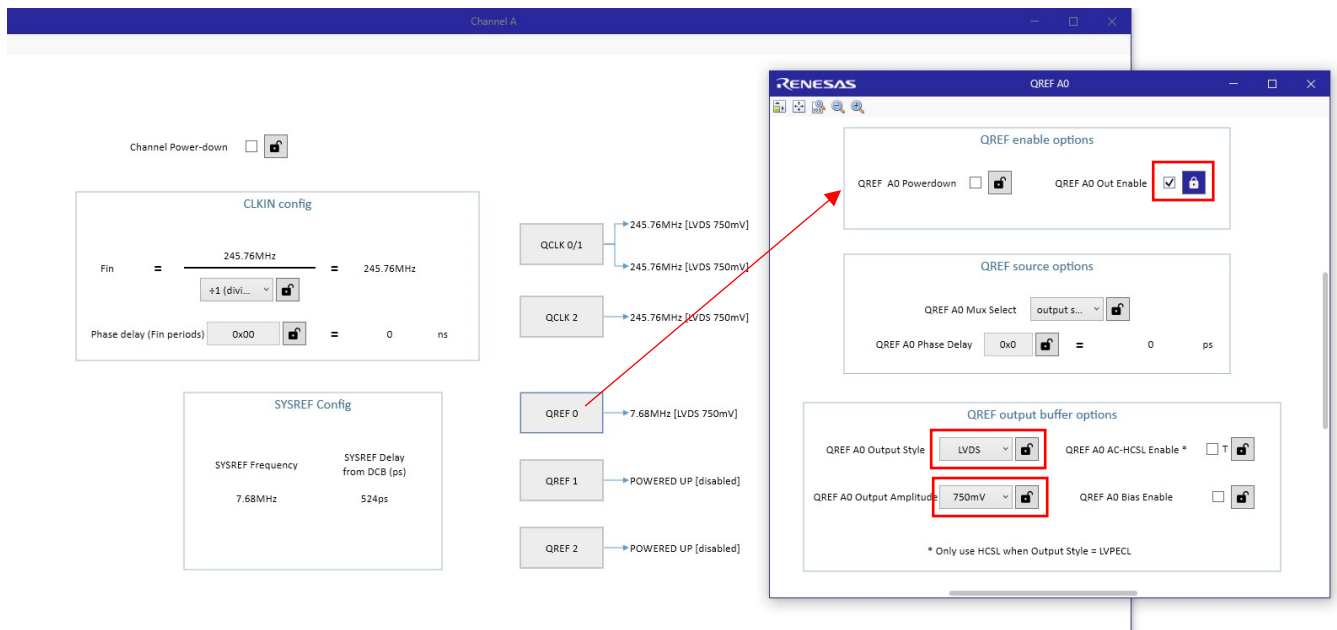 Channel A
Channel Power-down
CLKIN config
245.76MHz
Fin = = 245.76MHz
÷1 (divi...
Phase delay (Fin periods) 0x00 = 0 ns
SYSREF Config
SYSREF Frequency
SYSREF Delay
from DCB (ps)
7.68MHz
524ps
QCLK 0/1
245.76MHz [LVDS 750mV]
245.76MHz [LVDS 750mV]
QCLK 2
245.76MHz [LVDS 750mV]
QREF 0
7.68MHz [LVDS 750mV]
QREF 1
POWERED UP [disabled]
QREF 2
POWERED UP [disabled]
RENESAS
QREF A0
QREF enable options
QREF A0 Powerdown
QREF A0 Out Enable
QREF source options
QREF A0 Mux Select output s...
QREF A0 Phase Delay 0x0 = 0 ps
QREF output buffer options
QREF A0 Output Style LVDS
QREF A0 AC-HCSL Enable * T
QREF A0 Output Amplitude 750mV
QREF A0 Bias Enable
* Only use HCSL when Output Style = LVPECL